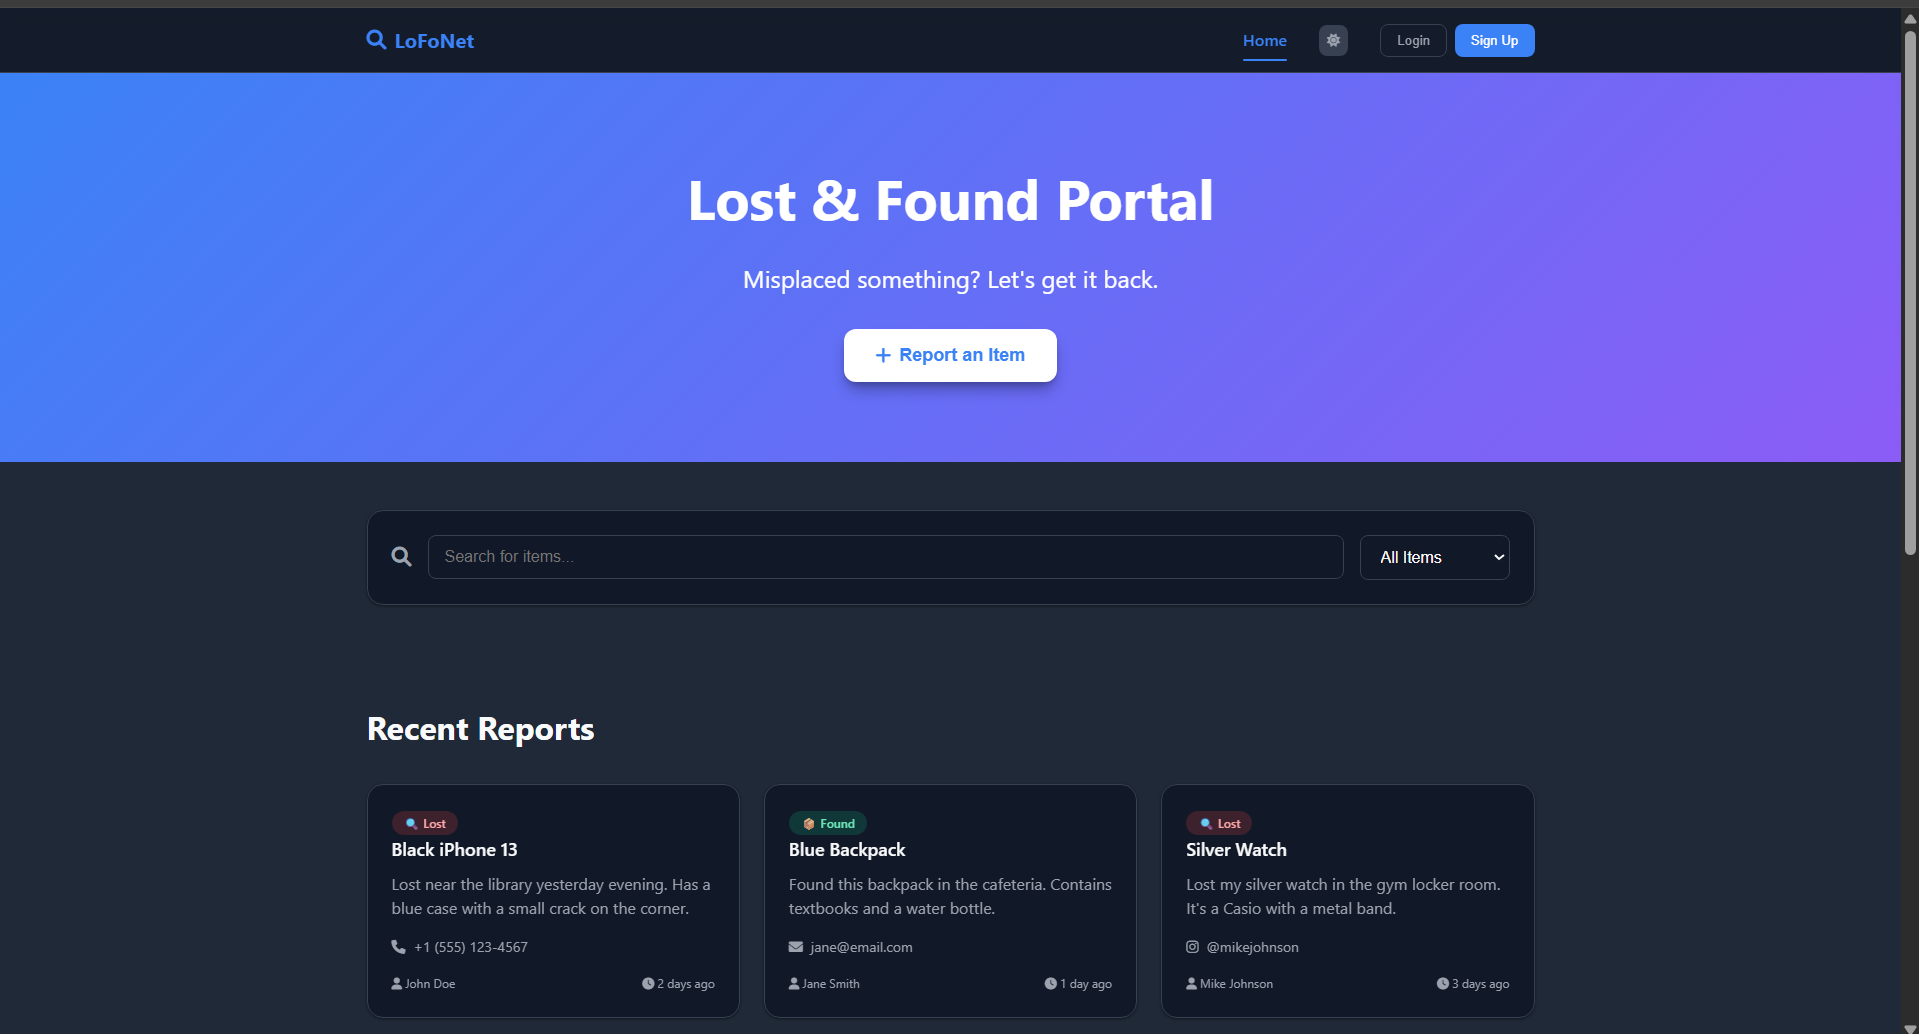 LoFoNet
Home
Login
Sign Up
Lost & Found Portal
Misplaced something? Let's get it back.
Report an Item
Search for items...
All Items
Recent Reports
Lost
Black iPhone 13
Lost near the library yesterday evening. Has a
blue case with a small crack on the corner.
+1 (555) 123-4567
John Doe
2 days ago
Found
Blue Backpack
Found this backpack in the cafeteria. Contains
textbooks and a water bottle.
jane@email.com
Jane Smith
1 day ago
Lost
Silver Watch
Lost my silver watch in the gym locker room.
It's a Casio with a metal band.
@mikejohnson
Mike Johnson
3 days ago